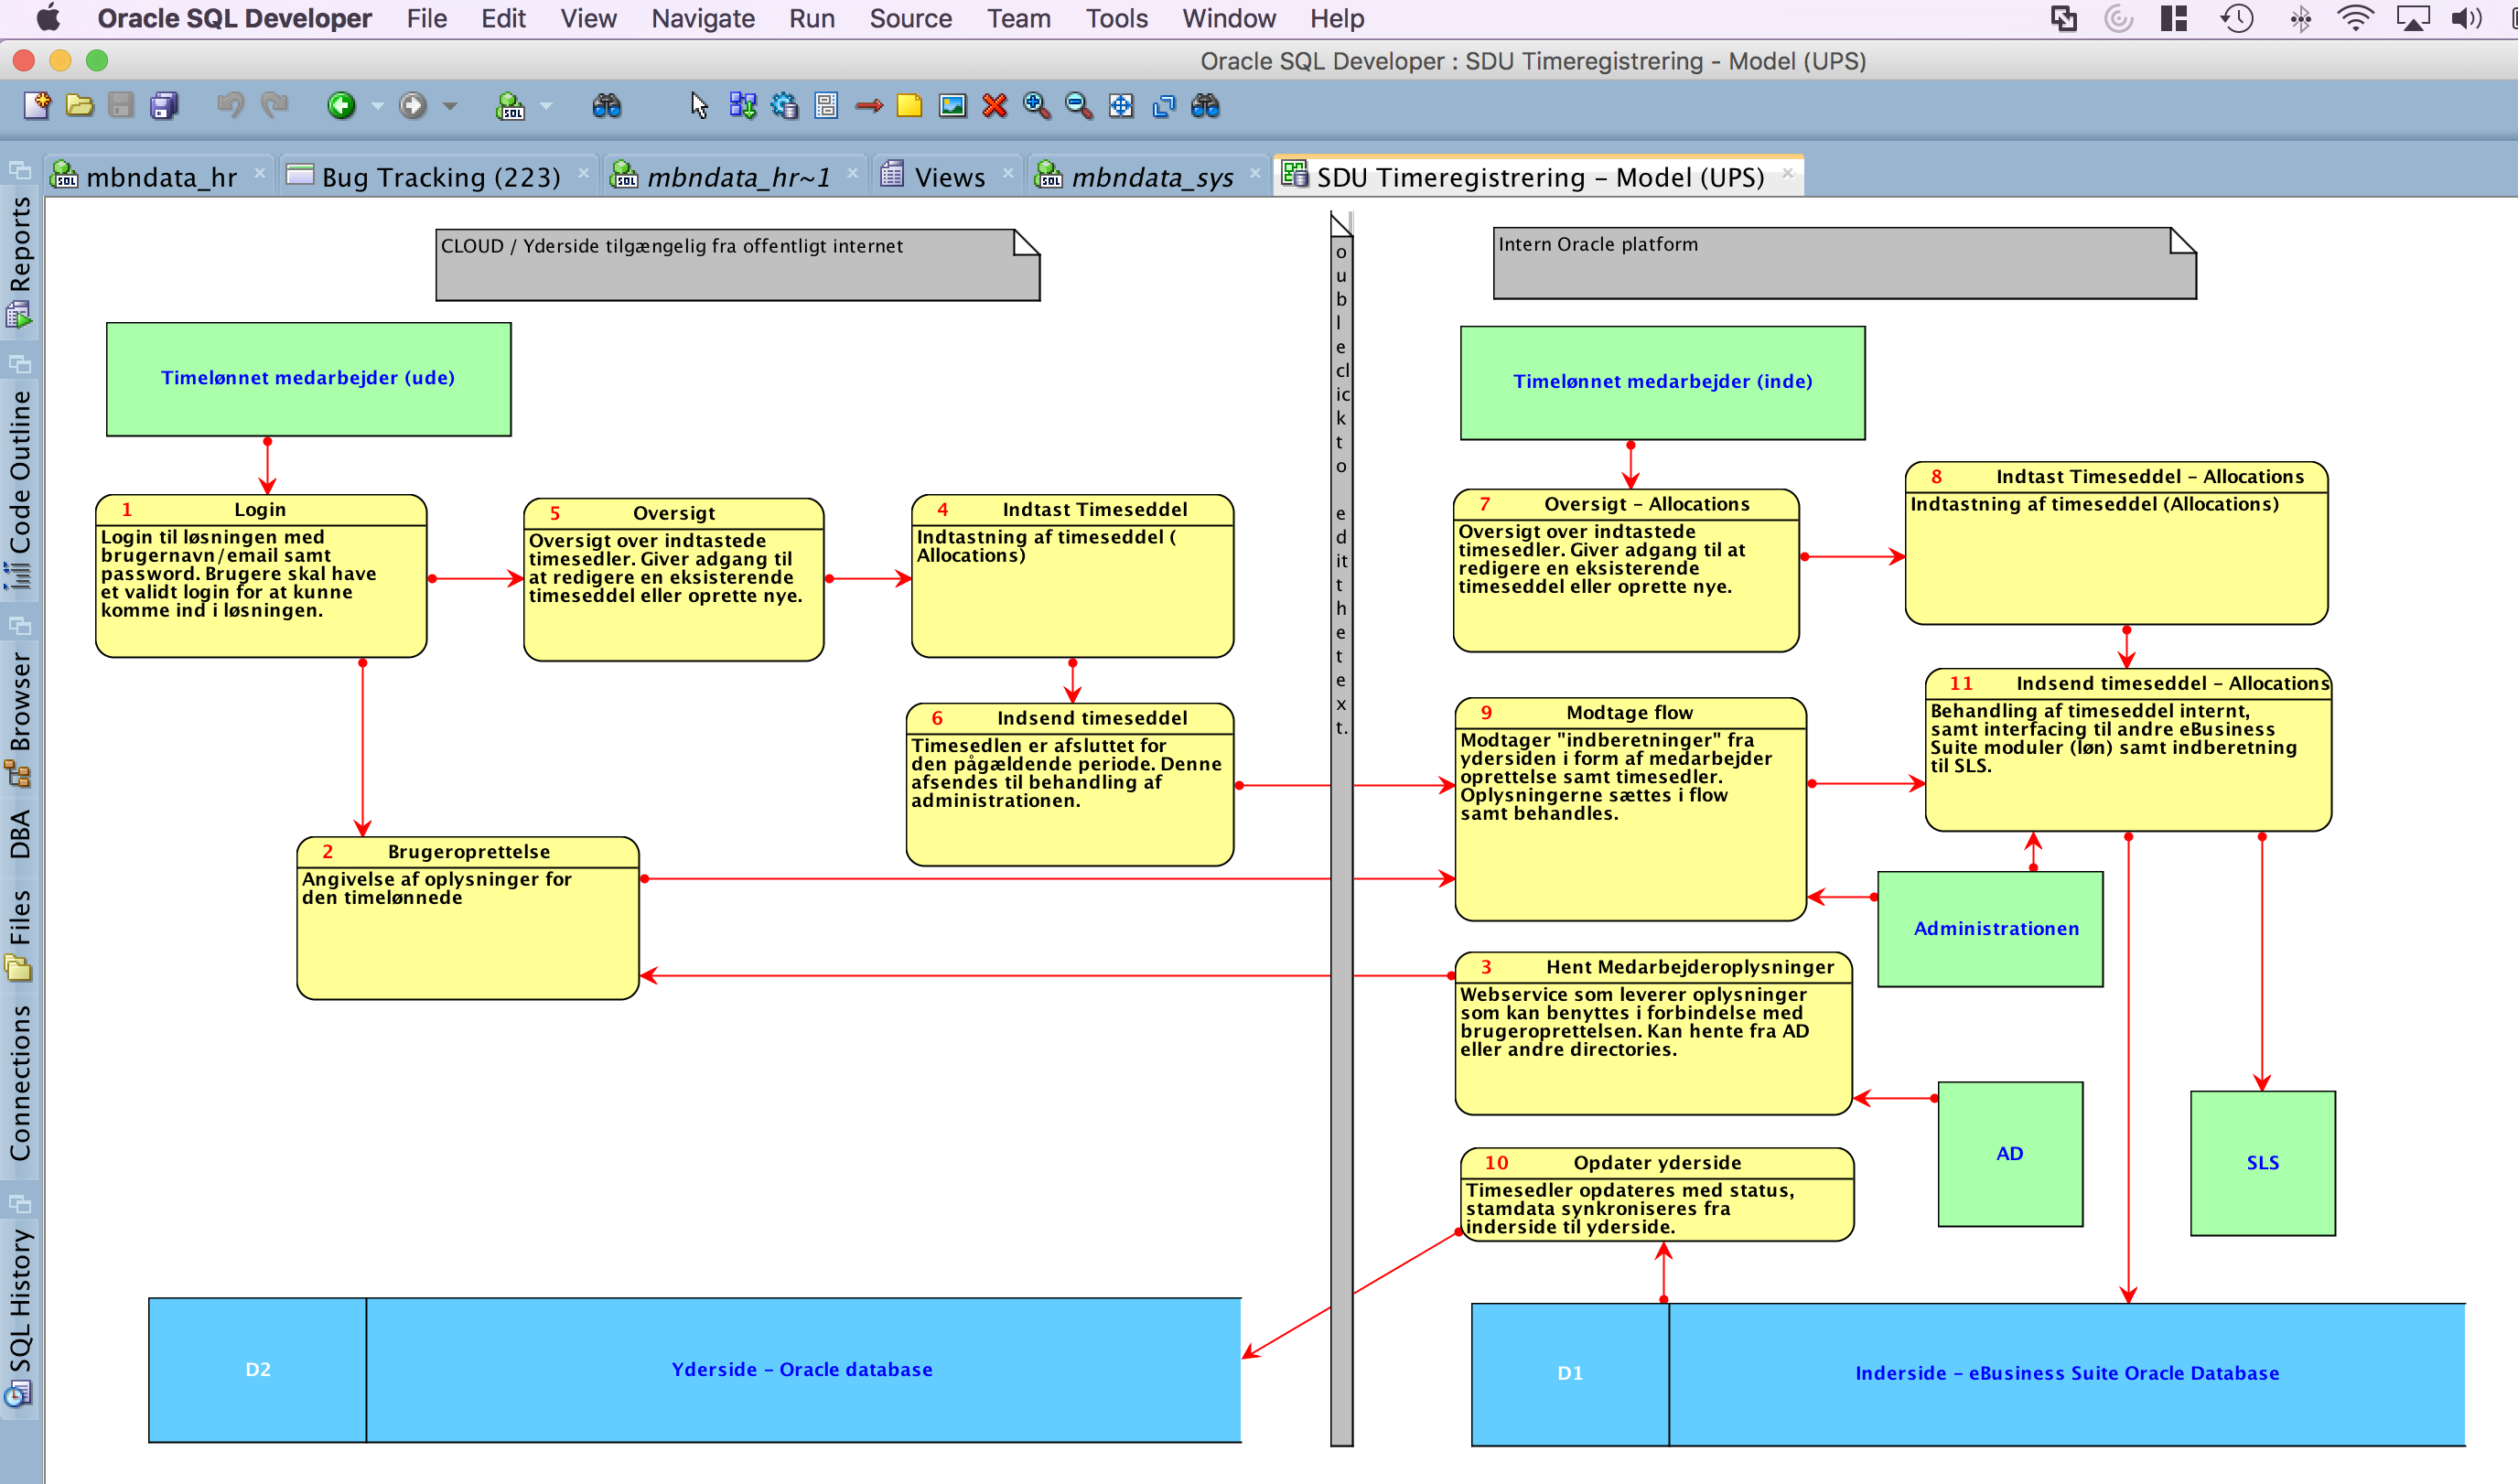 Oracle SQL Developer File Edit View Navigate Run Source Team Tools Window Help
Oracle SQL Developer : SDU Timeregistrering - Model (UPS)
SQL
mbndata_hr
Bug Tracking (223)
mbndata_hr~1
Views
mbndata_sys
SDU Timeregistrering – Model (UPS)
Reports
Code Outline
Browser
DBA
Files
Connections
SQL History
CLOUD / Yderside tilgængelig fra offentligt internet
Timelønnet medarbejder (ude)
1 Login
Login til løsningen med
brugernavn/email samt
password. Brugere skal have
et validt login for at kunne
komme ind i løsningen.
5 Oversigt
Oversigt over indtastede
timesedler. Giver adgang til
at redigere en eksisterende
timeseddel eller oprette nye.
4 Indtast Timeseddel
Indtastning af timeseddel (
Allocations)
6 Indsend timeseddel
Timesedlen er afsluttet for
den pågældende periode. Denne
afsendes til behandling af
administrationen.
2 Brugeroprettelse
Angivelse af oplysninger for
den timelønnede
D2 Yderside – Oracle database
o
u
b
l
e
cl
ic
k
t
o
e
d
it
t
h
e
t
e
x
t.
Intern Oracle platform
Timelønnet medarbejder (inde)
7 Oversigt – Allocations
Oversigt over indtastede
timesedler. Giver adgang til at
redigere en eksisterende
timeseddel eller oprette nye.
8 Indtast Timeseddel – Allocations
Indtastning af timeseddel (Allocations)
11 Indsend timeseddel – Allocations
Behandling af timeseddel internt,
samt interfacing til andre eBusiness
Suite moduler (løn) samt indberetning
til SLS.
9 Modtage flow
Modtager "indberetninger" fra
ydersiden i form af medarbejder
oprettelse samt timesedler.
Oplysningerne sættes i flow
samt behandles.
Administrationen
3 Hent Medarbejderoplysninger
Webservice som leverer oplysninger
som kan benyttes i forbindelse med
brugeroprettelsen. Kan hente fra AD
eller andre directories.
AD
SLS
10 Opdater yderside
Timesedler opdateres med status,
stamdata synkroniseres fra
inderside til yderside.
D1 Inderside – eBusiness Suite Oracle Database